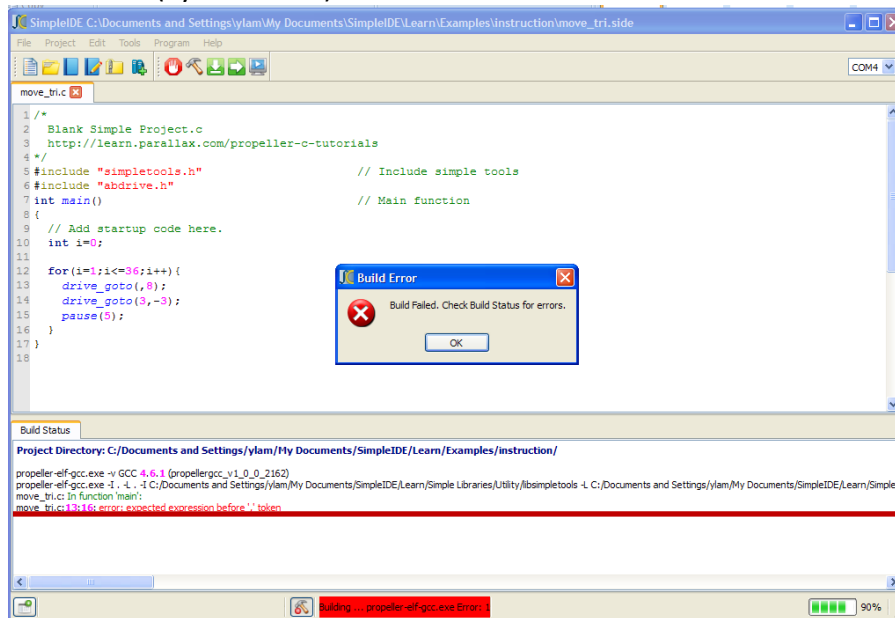 SimpleIDE C:\Documents and Settings\ylam\My Documents\SimpleIDE\Learn\Examples\instruction\move_tri.side
File Project Edit Tools Program Help
COM4
move_tri.c
1 /*
2 Blank Simple Project.c
3 http://learn.parallax.com/propeller-c-tutorials
4 */
5 #include "simpletools.h" // Include simple tools
6 #include "abdrive.h"
7 int main() // Main function
8 {
9 // Add startup code here.
10 int i=0;
11
12 for(i=1;i<=36;i++){
13 drive_goto(,8);
14 drive_goto(3,-3);
15 pause(5);
16 }
17 }
18
Build Error
Build Failed. Check Build Status for errors.
OK
Build Status
Project Directory: C:/Documents and Settings/ylam/My Documents/SimpleIDE/Learn/Examples/instruction/
propeller-elf-gcc.exe -v GCC 4.6.1 (propellergcc_v1_0_0_2162)
propeller-elf-gcc.exe -I . -L . -I C:/Documents and Settings/ylam/My Documents/SimpleIDE/Learn/Simple Libraries/Utility/libsimpletools -L C:/Documents and Settings/ylam/My Documents/SimpleIDE/Learn/Simple
move_tri.c: In function 'main':
move_tri.c:13:16: error: expected expression before ',' token
Building ... propeller-elf-gcc.exe Error: 1
90%